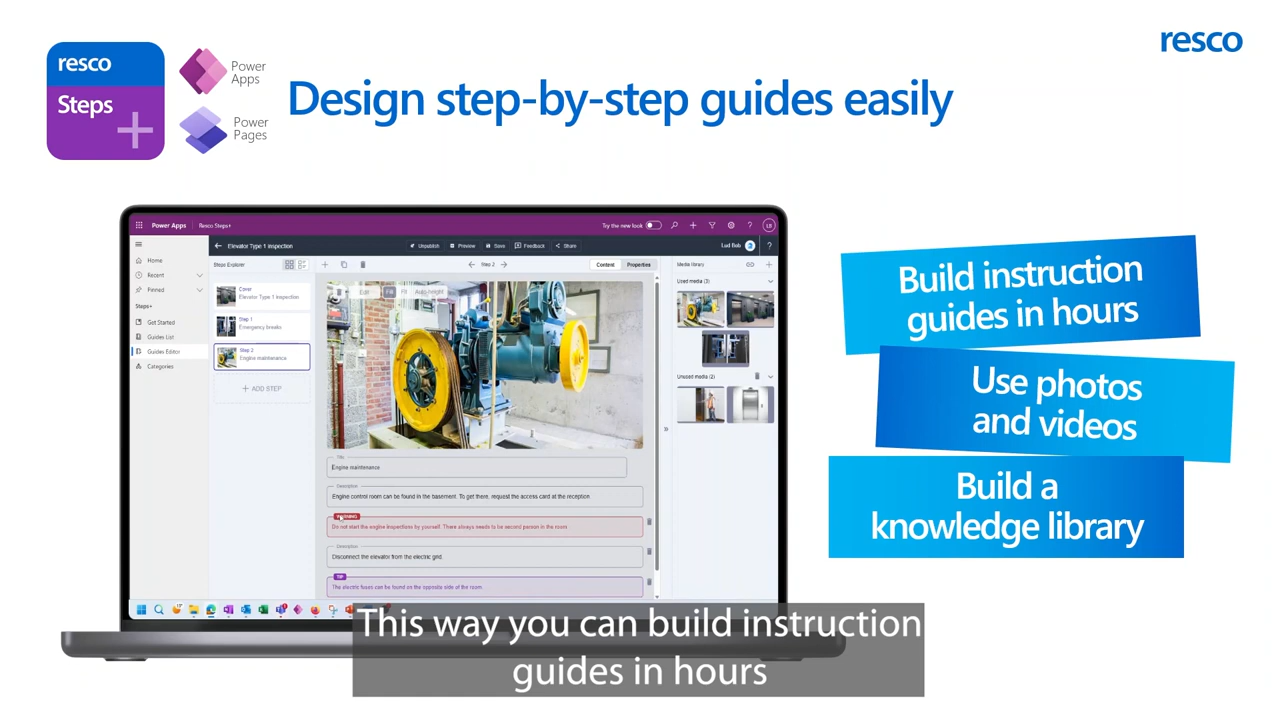 resco
resco
Steps
Power
Apps
Power
Pages
Design step-by-step guides easily
Power Apps
Resco Steps+
Try the new look
Elevator Type 1 Inspection
Unpublish
Preview
Save
Feedback
Share
Lud Bob
?
Home
Recent
Pinned
Steps+
Get Started
Guides List
Guides Editor
Categories
Steps Explorer
Cover
Elevator Type 1 Inspection
Step 1
Emergency breaks
Step 2
Engine maintenance
+ ADD STEP
Step 2
Content
Properties
Edit
Fill
Fit
Auto-height
Title
Engine maintenance
Description
Engine control room can be found in the basement. To get there, request the access card at the reception
WARNING
Do not start the engine inspections by yourself. There always needs to be second person in the room.
Description
Disconnect the elevator from the electric grid.
TIP
The electric fuses can be found on the opposite side of the room.
Media library
Used media (3)
Unused media (2)
Build instruction
guides in hours
Use photos
and videos
Build a
knowledge library
This way you can build instruction
guides in hours